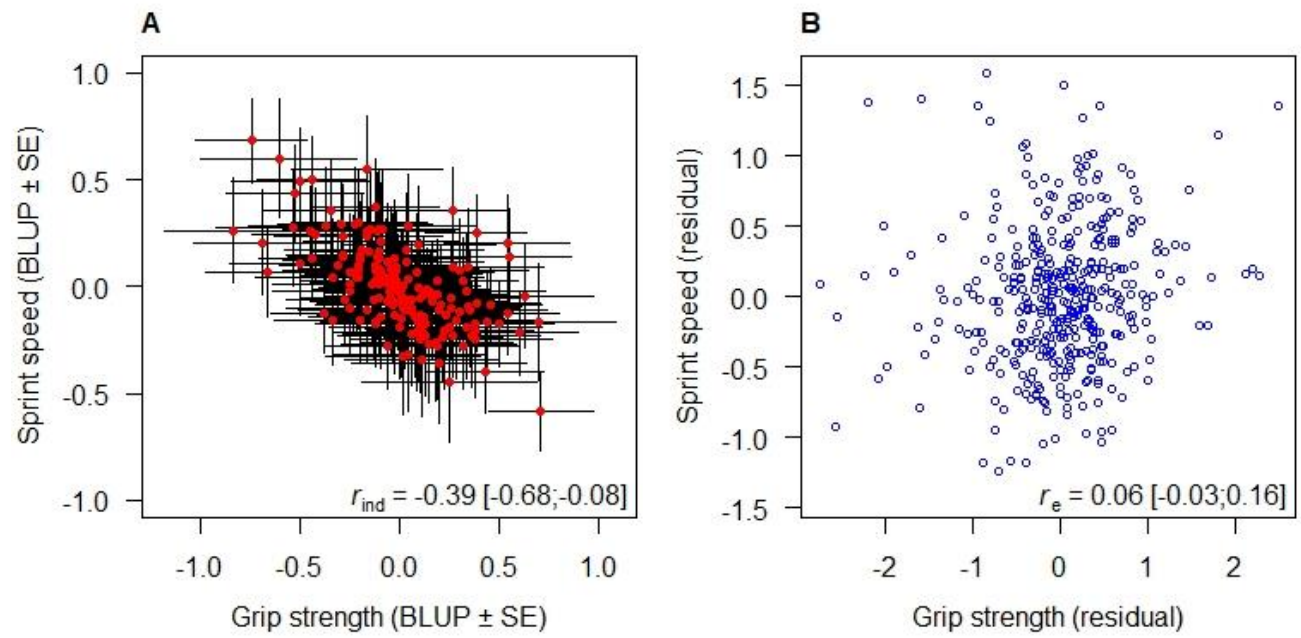 A
Sprint speed (BLUP ± SE)
1.0
0.5
0.0
-0.5
-1.0
r_ind = -0.39 [-0.68;-0.08]
-1.0 -0.5 0.0 0.5 1.0
Grip strength (BLUP ± SE)
B
Sprint speed (residual)
1.5
1.0
0.5
0.0
-0.5
-1.0
-1.5
r_e = 0.06 [-0.03;0.16]
-2 -1 0 1 2
Grip strength (residual)